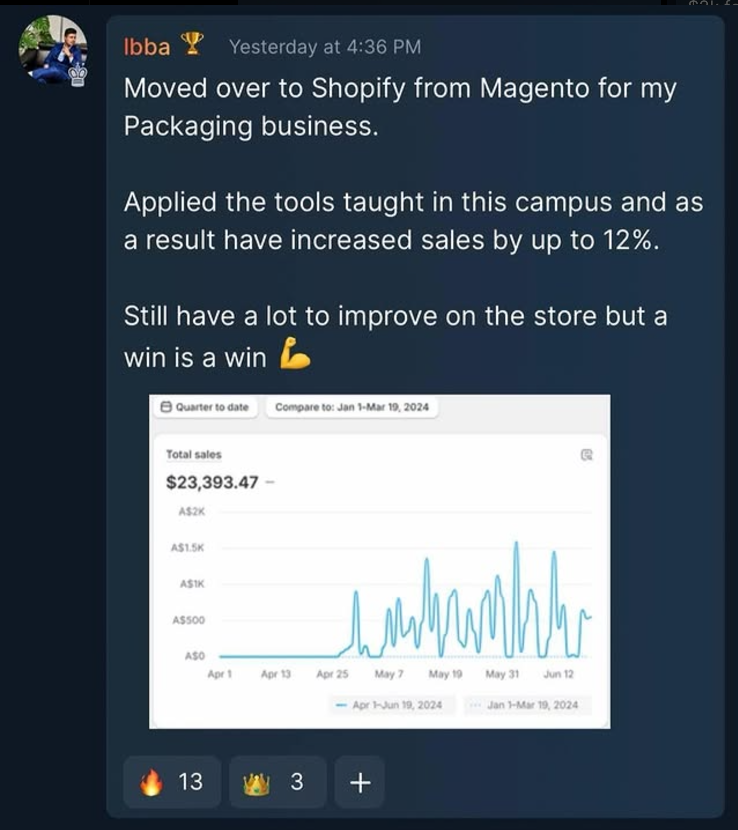 Ibba 🏆 Yesterday at 4:36 PM
Moved over to Shopify from Magento for my
Packaging business.
Applied the tools taught in this campus and as
a result have increased sales by up to 12%.
Still have a lot to improve on the store but a
win is a win 💪
Quarter to date Compare to: Jan 1-Mar 19, 2024
Total sales
$23,393.47 –
A$2K
A$1.5K
A$1K
A$500
A$0
Apr 1 Apr 13 Apr 25 May 7 May 19 May 31 Jun 12
Apr 1-Jun 19, 2024 Jan 1-Mar 19, 2024
🔥 13 👑 3 +